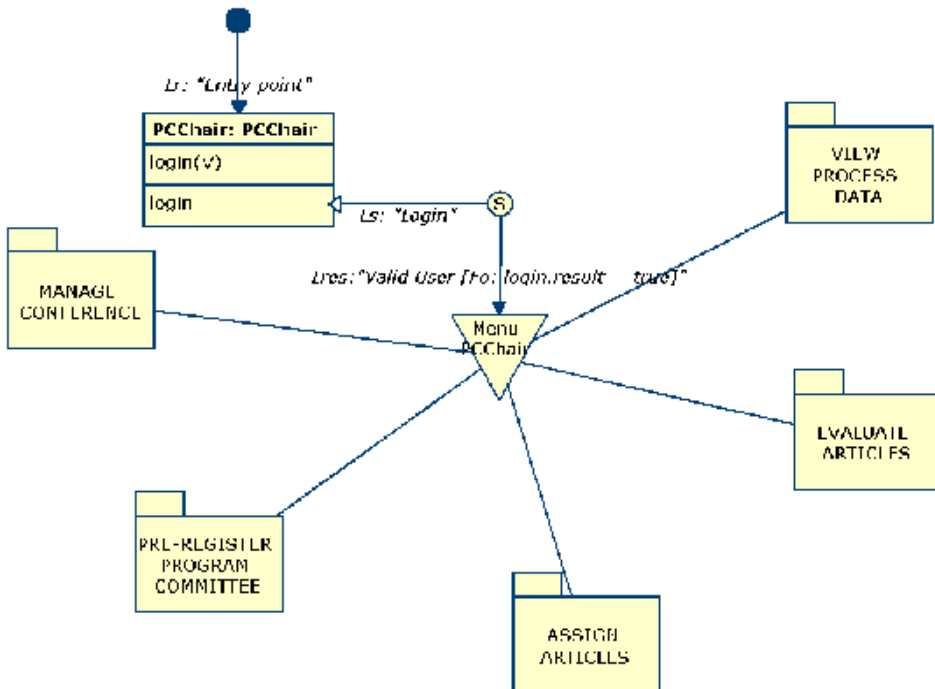 Lr: "Entry point"
PCChair: PCChair
login(V)
login
S
Ls: "Login"
Lres: "Valid User [Fo: login.result true]"
Menu
PCChair
VIEW
PROCESS
DATA
MANAGE
CONFERENCE
EVALUATE
ARTICLES
PRE-REGISTER
PROGRAM
COMMITTEE
ASSIGN
ARTICLES